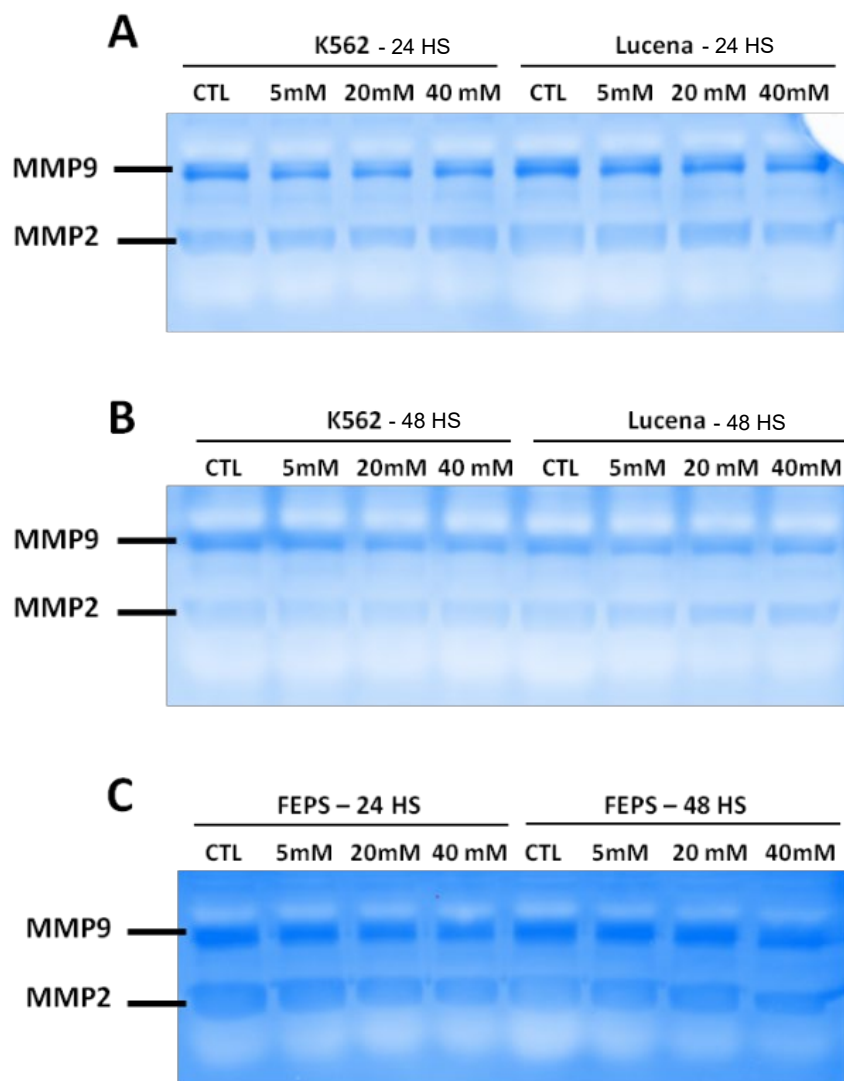 A
K562 - 24 HS Lucena - 24 HS
CTL 5mM 20mM 40 mM CTL 5mM 20 mM 40mM
MMP9
MMP2
B
K562 - 48 HS Lucena - 48 HS
CTL 5mM 20mM 40 mM CTL 5mM 20 mM 40mM
MMP9
MMP2
C
FEPS – 24 HS FEPS – 48 HS
CTL 5mM 20mM 40 mM CTL 5mM 20 mM 40mM
MMP9
MMP2